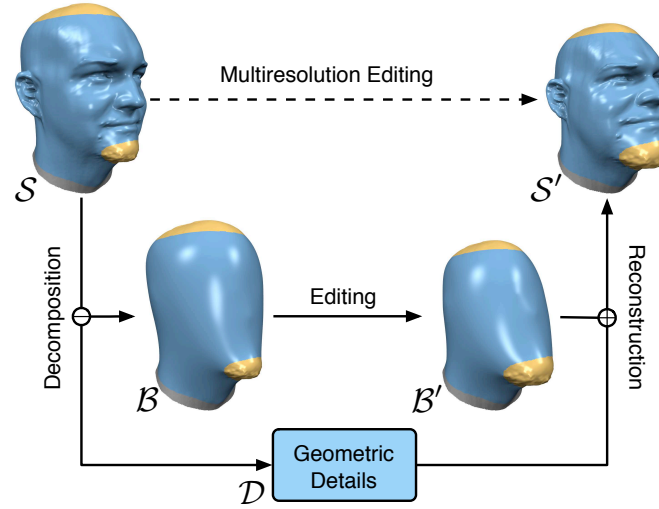 Multiresolution Editing
S
S′
Decomposition
Editing
Reconstruction
B
B′
Geometric
Details
D